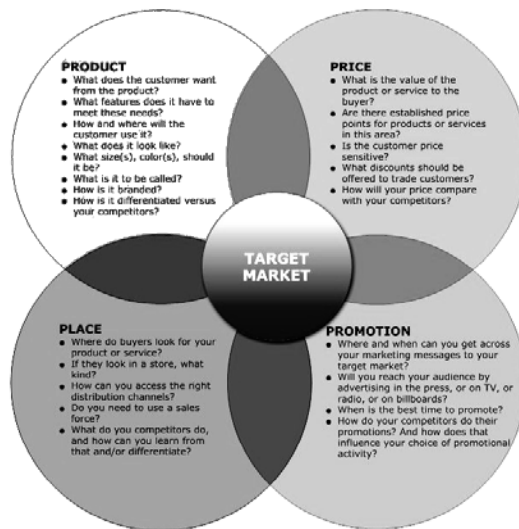 PRODUCT
• What does the customer want
from the product?
• What features does it have to
meet these needs?
• How and where will the
customer use it?
• What does it look like?
• What size(s), color(s), should
it be?
• What is it to be called?
• How is it branded?
• How is it differentiated versus
your competitors?
PRICE
• What is the value of the
product or service to the
buyer?
• Are there established price
points for products or services
in this area?
• Is the customer price
sensitive?
• What discounts should be
offered to trade customers?
• How will your price compare
with your competitors?
TARGET
MARKET
PLACE
• Where do buyers look for your
product or service?
• If they look in a store, what
kind?
• How can you access the right
distribution channels?
• Do you need to use a sales
force?
• What do you competitors do,
and how can you learn from
that and/or differentiate?
PROMOTION
• Where and when can you get across
your marketing messages to your
target market?
• Will you reach your audience by
advertising in the press, or on TV, or
radio, or on billboards?
• When is the best time to promote?
• How do your competitors do their
promotions? And how does that
influence your choice of promotional
activity?